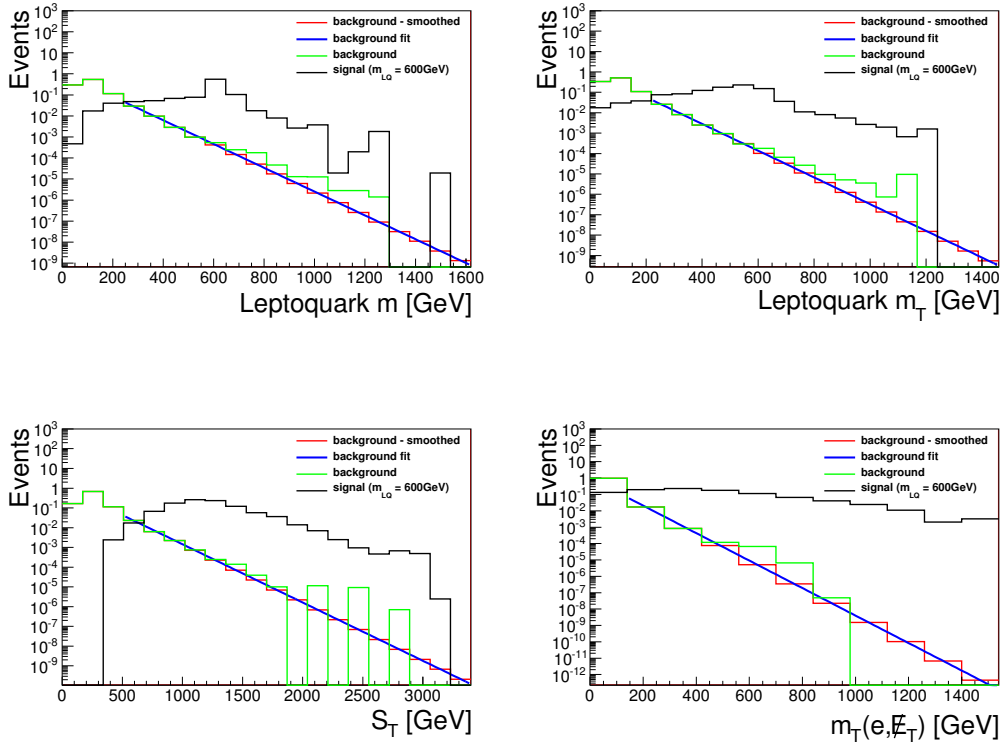 Events
10³
10²
10
1
10⁻¹
10⁻²
10⁻³
10⁻⁴
10⁻⁵
10⁻⁶
10⁻⁷
10⁻⁸
10⁻⁹
background - smoothed
background fit
background
signal (m_LQ = 600GeV)
0 200 400 600 800 1000 1200 1400 1600
Leptoquark m [GeV]
Events
10³
10²
10
1
10⁻¹
10⁻²
10⁻³
10⁻⁴
10⁻⁵
10⁻⁶
10⁻⁷
10⁻⁸
10⁻⁹
background - smoothed
background fit
background
signal (m_LQ = 600GeV)
0 200 400 600 800 1000 1200 1400
Leptoquark m_T [GeV]
Events
10³
10²
10
1
10⁻¹
10⁻²
10⁻³
10⁻⁴
10⁻⁵
10⁻⁶
10⁻⁷
10⁻⁸
10⁻⁹
background - smoothed
background fit
background
signal (m_LQ = 600GeV)
0 500 1000 1500 2000 2500 3000
S_T [GeV]
Events
10³
10²
10
1
10⁻¹
10⁻²
10⁻³
10⁻⁴
10⁻⁵
10⁻⁶
10⁻⁷
10⁻⁸
10⁻⁹
10⁻¹⁰
10⁻¹¹
10⁻¹²
background - smoothed
background fit
background
signal (m_LQ = 600GeV)
0 200 400 600 800 1000 1200 1400
m_T(e,E̸_T) [GeV]